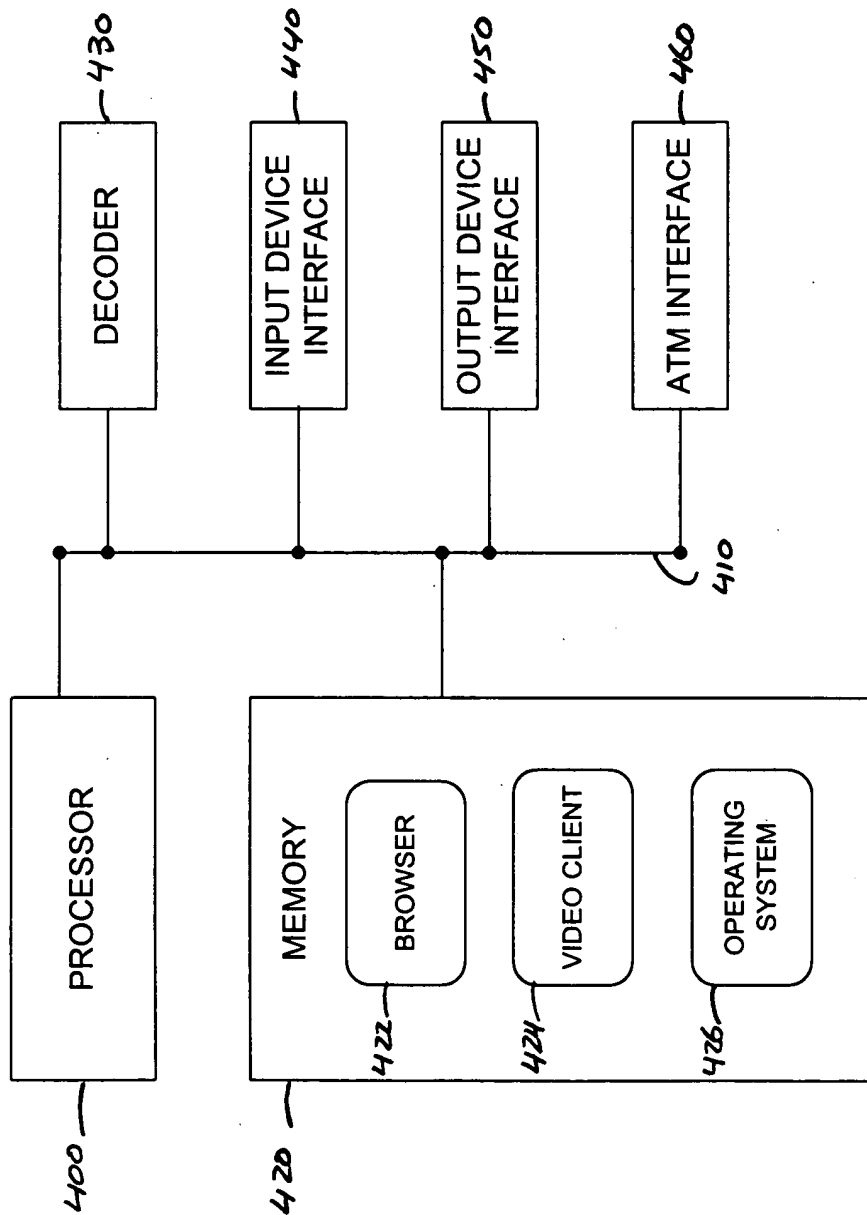 PROCESSOR
400
MEMORY
420
BROWSER
422
VIDEO CLIENT
424
OPERATING
SYSTEM
426
DECODER
430
INPUT DEVICE
INTERFACE
440
OUTPUT DEVICE
INTERFACE
450
ATM INTERFACE
460
410